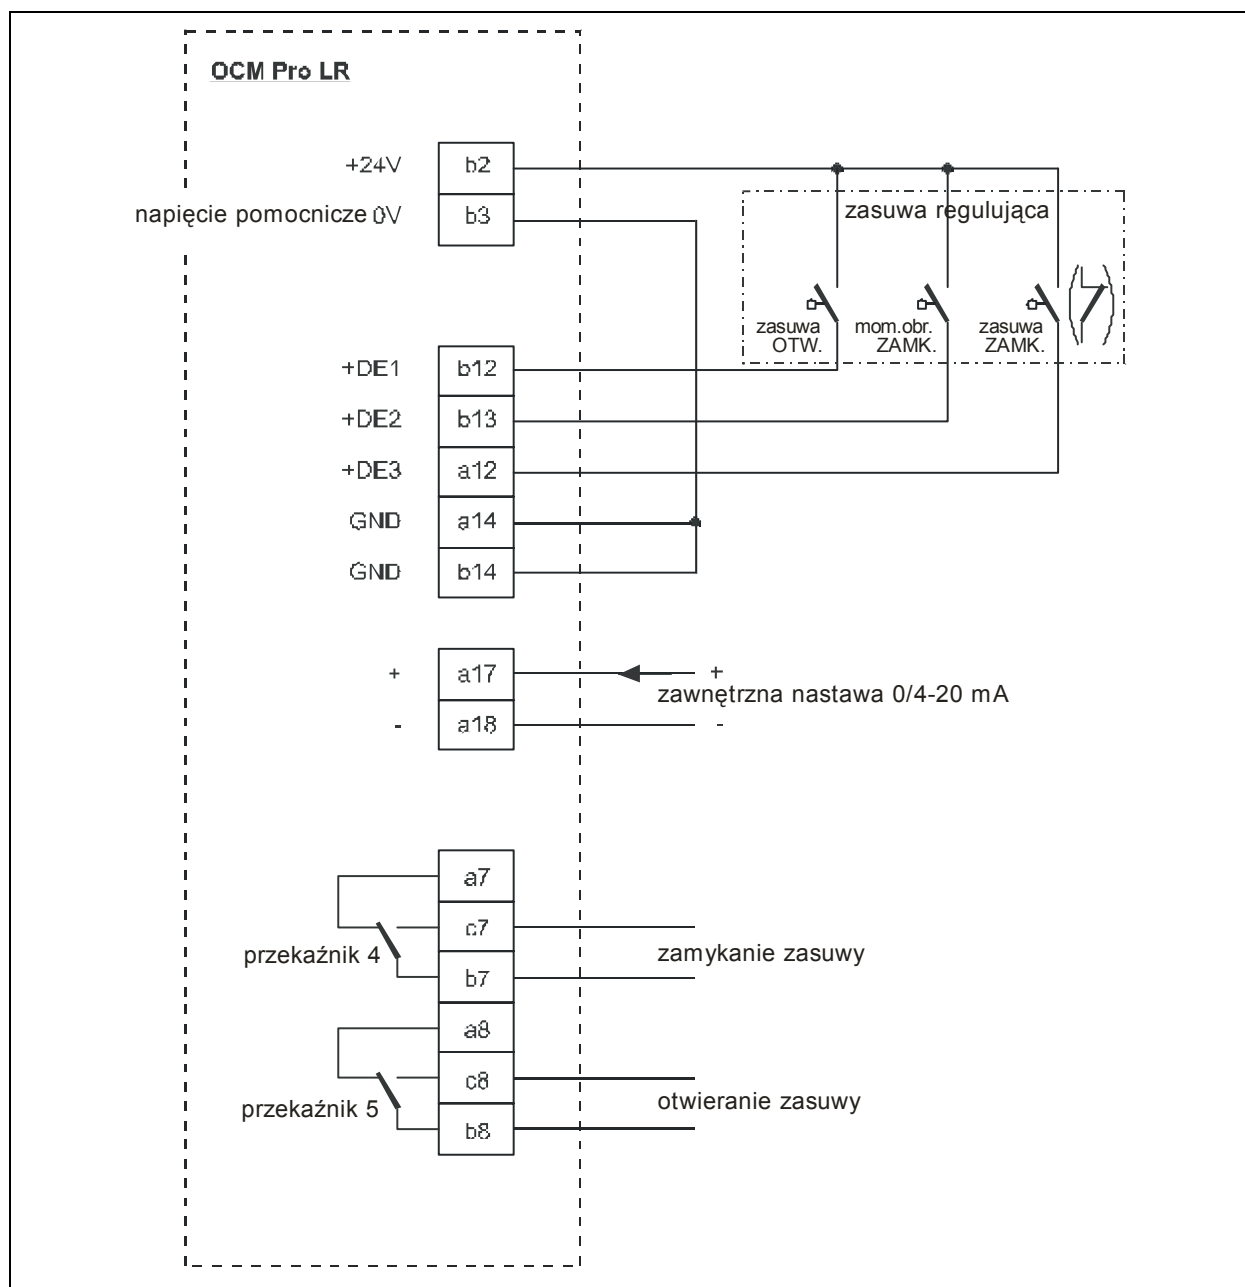 OCM Pro LR
+24V b2
napięcie pomocnicze 0V b3
zasuwa regulująca
zasuwa OTW.
mom.obr. ZAMK.
zasuwa ZAMK.
+DE1 b12
+DE2 b13
+DE3 a12
GND a14
GND b14
+ a17 +
zawnętrzna nastawa 0/4-20 mA
- a18 -
a7
c7
przekaźnik 4 zamykanie zasuwy
b7
a8
c8
przekaźnik 5 otwieranie zasuwy
b8